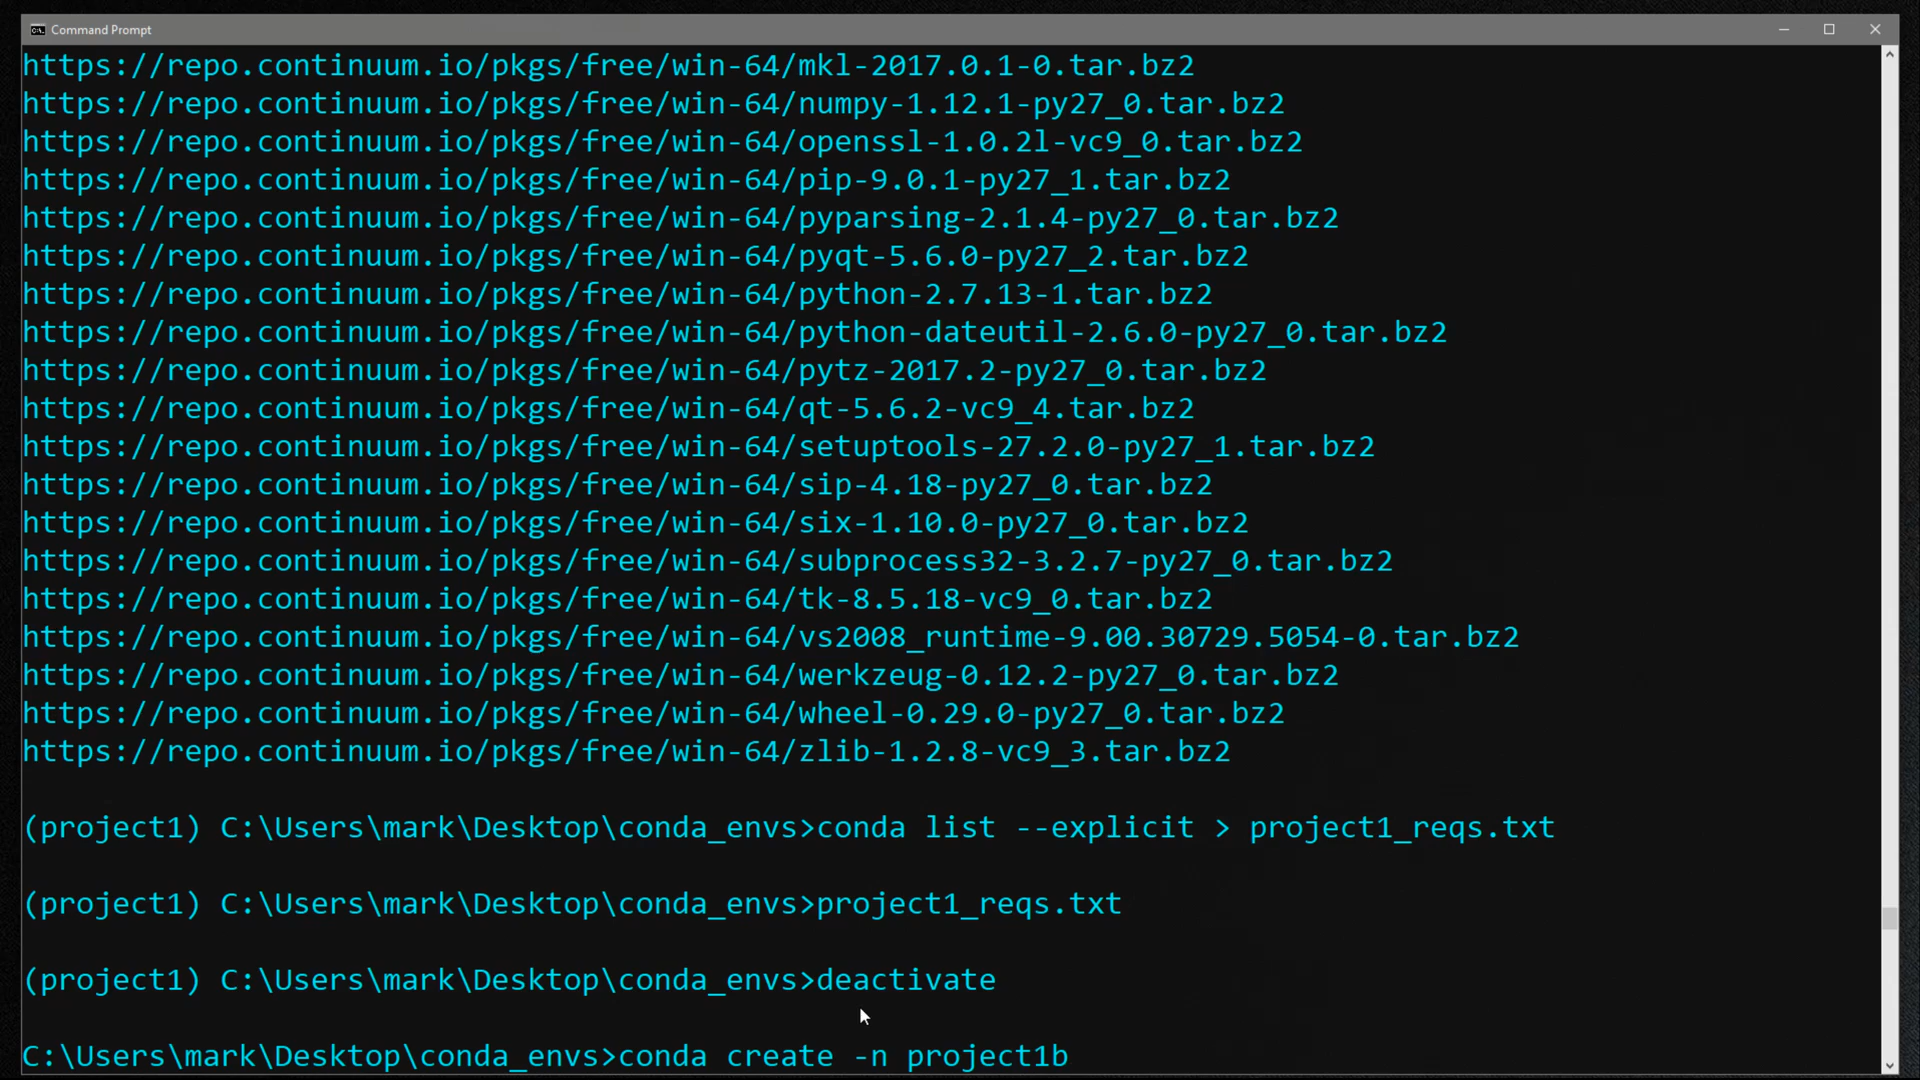 Command Prompt
https://repo.continuum.io/pkgs/free/win-64/mkl-2017.0.1-0.tar.bz2
https://repo.continuum.io/pkgs/free/win-64/numpy-1.12.1-py27_0.tar.bz2
https://repo.continuum.io/pkgs/free/win-64/openssl-1.0.2l-vc9_0.tar.bz2
https://repo.continuum.io/pkgs/free/win-64/pip-9.0.1-py27_1.tar.bz2
https://repo.continuum.io/pkgs/free/win-64/pyparsing-2.1.4-py27_0.tar.bz2
https://repo.continuum.io/pkgs/free/win-64/pyqt-5.6.0-py27_2.tar.bz2
https://repo.continuum.io/pkgs/free/win-64/python-2.7.13-1.tar.bz2
https://repo.continuum.io/pkgs/free/win-64/python-dateutil-2.6.0-py27_0.tar.bz2
https://repo.continuum.io/pkgs/free/win-64/pytz-2017.2-py27_0.tar.bz2
https://repo.continuum.io/pkgs/free/win-64/qt-5.6.2-vc9_4.tar.bz2
https://repo.continuum.io/pkgs/free/win-64/setuptools-27.2.0-py27_1.tar.bz2
https://repo.continuum.io/pkgs/free/win-64/sip-4.18-py27_0.tar.bz2
https://repo.continuum.io/pkgs/free/win-64/six-1.10.0-py27_0.tar.bz2
https://repo.continuum.io/pkgs/free/win-64/subprocess32-3.2.7-py27_0.tar.bz2
https://repo.continuum.io/pkgs/free/win-64/tk-8.5.18-vc9_0.tar.bz2
https://repo.continuum.io/pkgs/free/win-64/vs2008_runtime-9.00.30729.5054-0.tar.bz2
https://repo.continuum.io/pkgs/free/win-64/werkzeug-0.12.2-py27_0.tar.bz2
https://repo.continuum.io/pkgs/free/win-64/wheel-0.29.0-py27_0.tar.bz2
https://repo.continuum.io/pkgs/free/win-64/zlib-1.2.8-vc9_3.tar.bz2
(project1) C:\Users\mark\Desktop\conda_envs>conda list --explicit > project1_reqs.txt
(project1) C:\Users\mark\Desktop\conda_envs>project1_reqs.txt
(project1) C:\Users\mark\Desktop\conda_envs>deactivate
C:\Users\mark\Desktop\conda_envs>conda create -n project1b